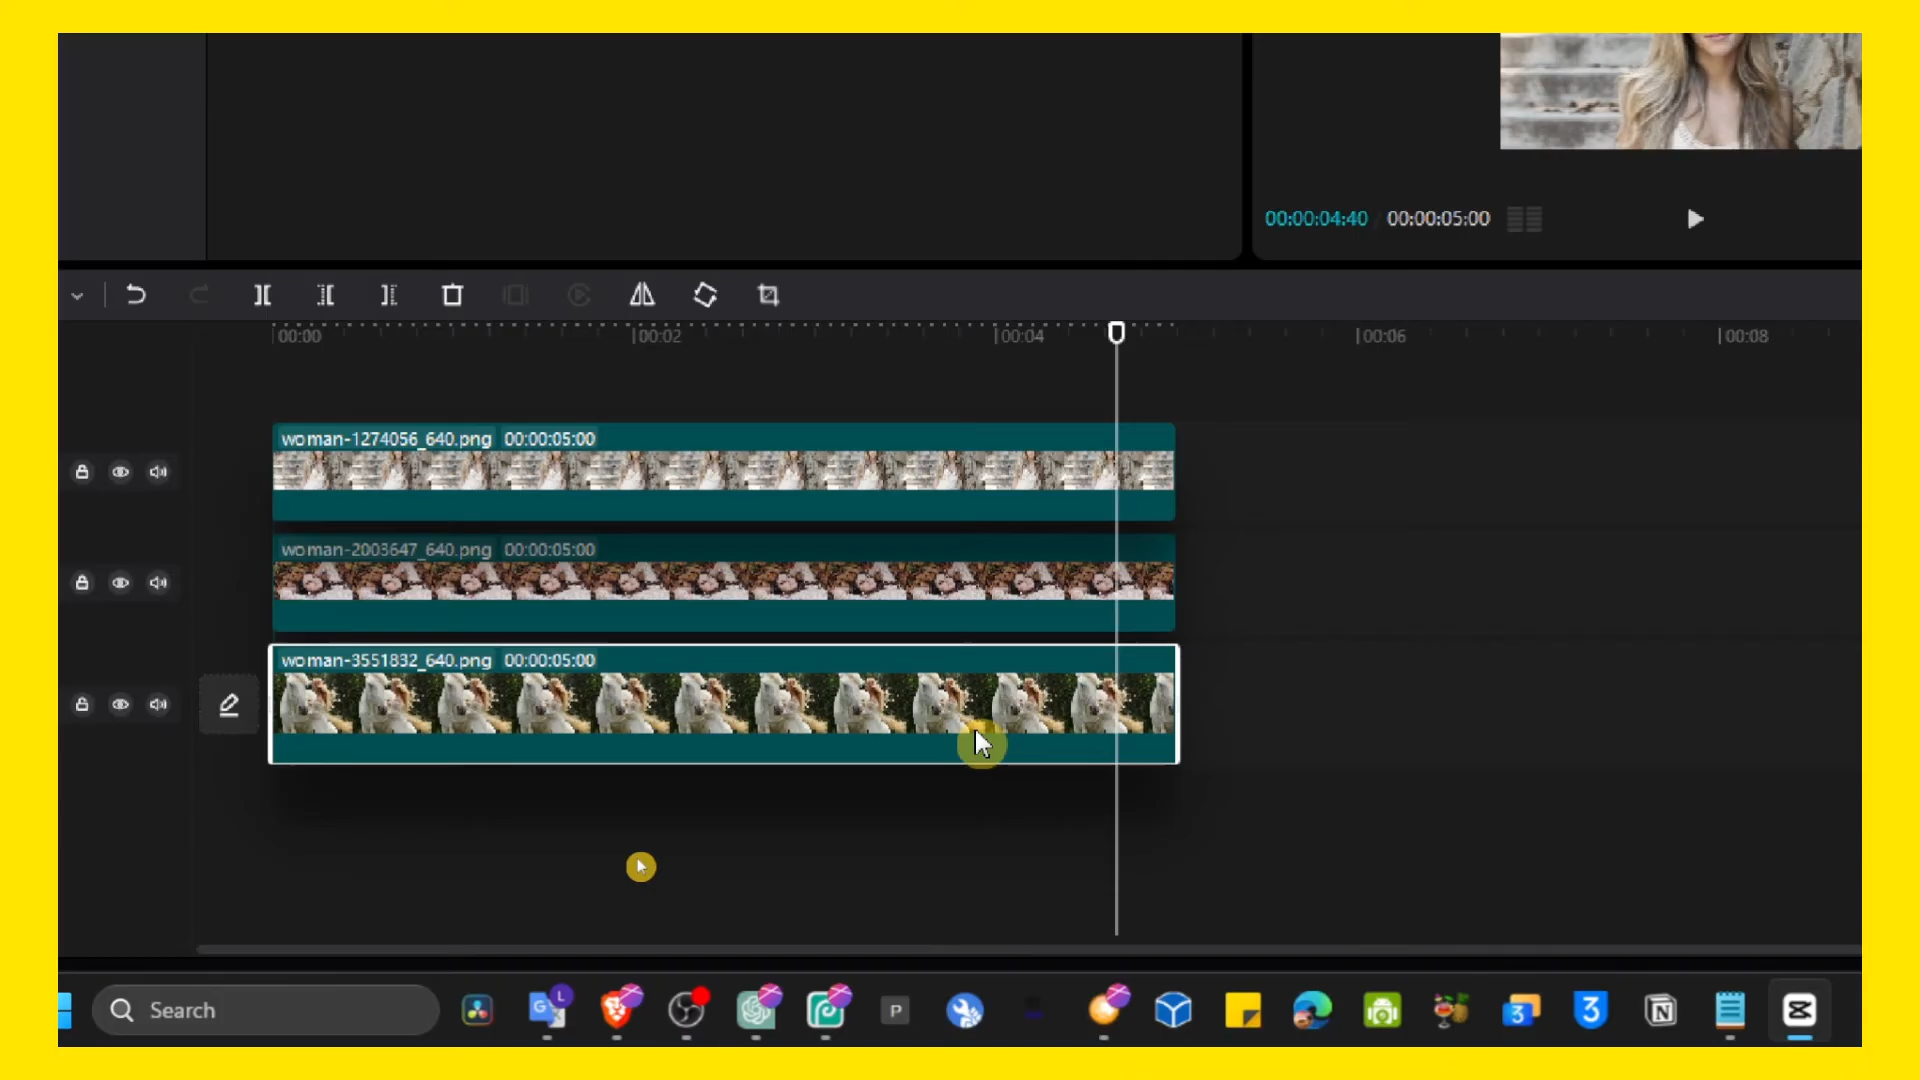 00:00:04:40 / 00:00:05:00
00:00 00:02 00:04 00:06 00:08
woman-1274056_640.png 00:00:05:00
woman-2003647_640.png 00:00:05:00
woman-3551832_640.png 00:00:05:00
Search
G L P 3 3 N